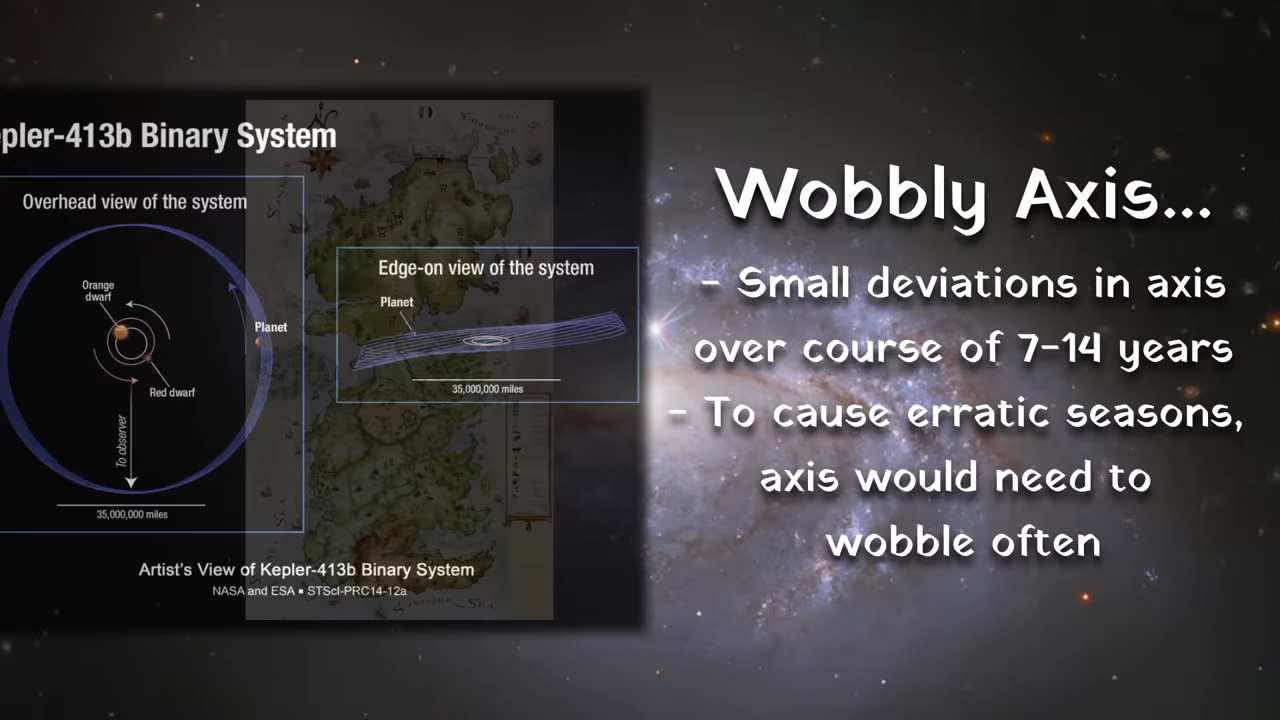 epler-413b Binary System
Overhead view of the system
Orange
dwarf
Planet
Red dwarf
To observer
35,000,000 miles
Edge-on view of the system
Planet
35,000,000 miles
Artist's View of Kepler-413b Binary System
NASA and ESA ▪ STScI-PRC14-12a
Wobbly Axis...
- Small deviations in axis
over course of 7-14 years
- To cause erratic seasons,
axis would need to
wobble often